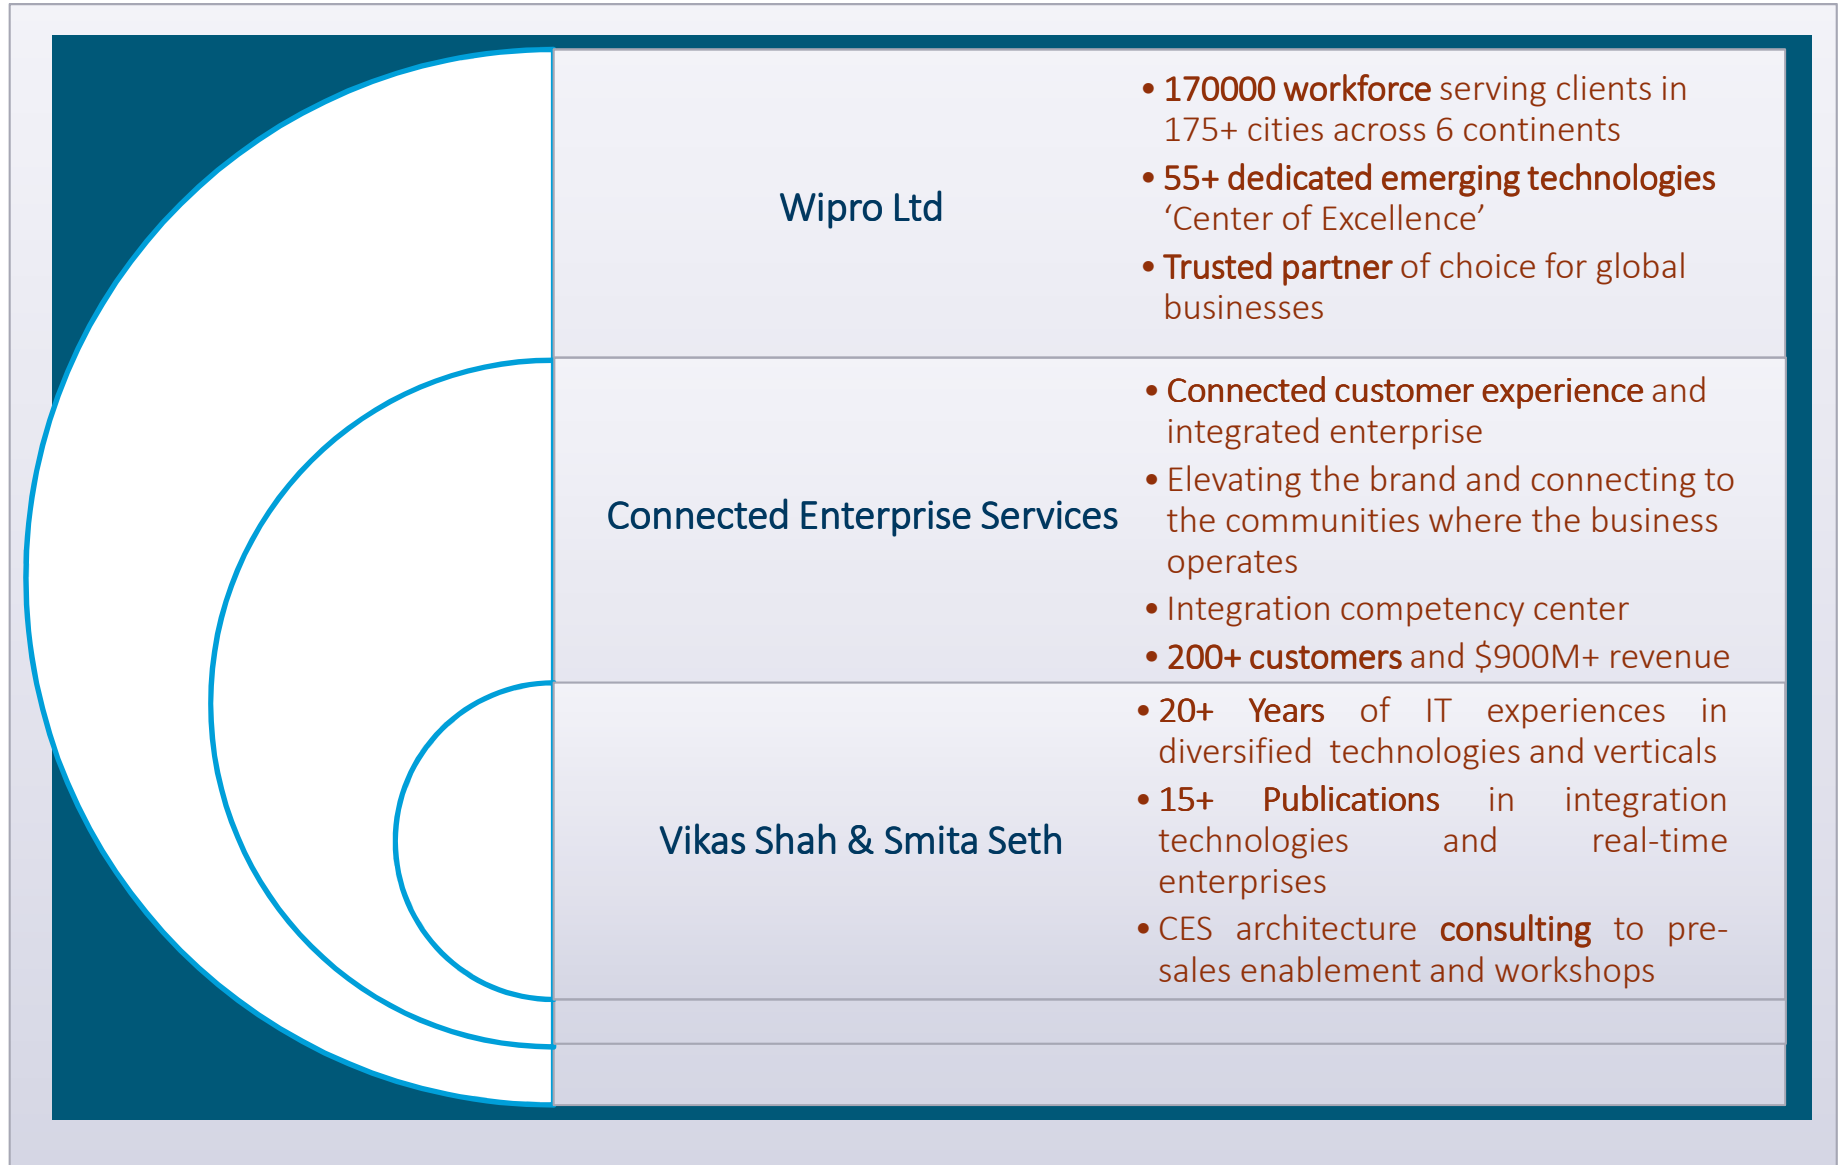 Wipro Ltd
• 170000 workforce serving clients in
175+ cities across 6 continents
• 55+ dedicated emerging technologies
‘Center of Excellence’
• Trusted partner of choice for global
businesses
Connected Enterprise Services
• Connected customer experience and
integrated enterprise
• Elevating the brand and connecting to
the communities where the business
operates
• Integration competency center
• 200+ customers and $900M+ revenue
Vikas Shah & Smita Seth
• 20+ Years of IT experiences in
diversified technologies and verticals
• 15+ Publications in integration
technologies and real-time
enterprises
• CES architecture consulting to pre-
sales enablement and workshops